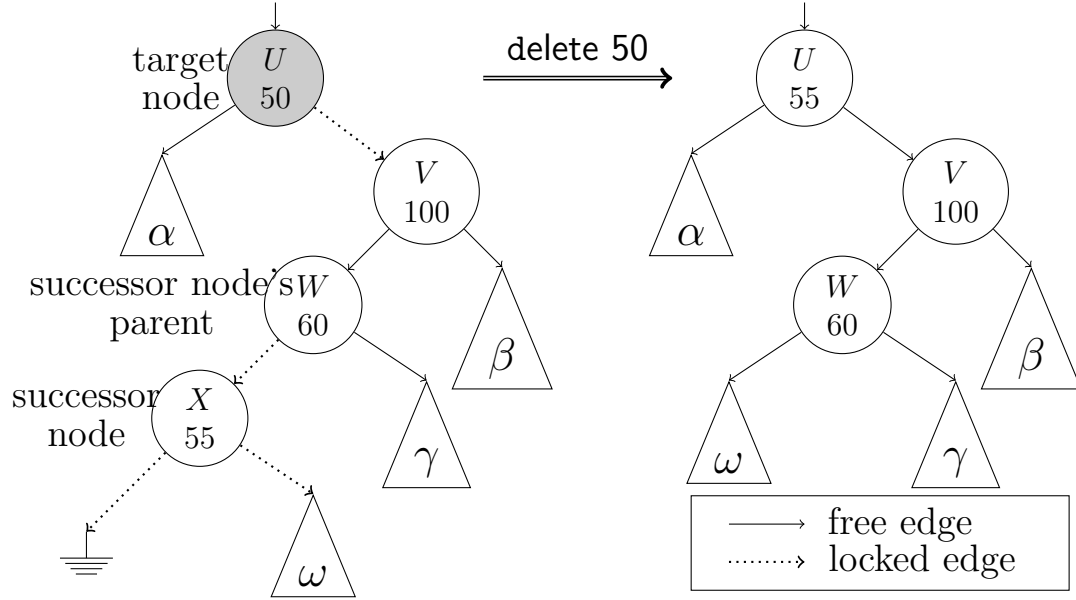 target
node
U
50
delete 50
U
55
V
100
V
100
α
α
successor node's
parent
W
60
W
60
β
β
successor
node
X
55
γ
ω
γ
ω
free edge
locked edge